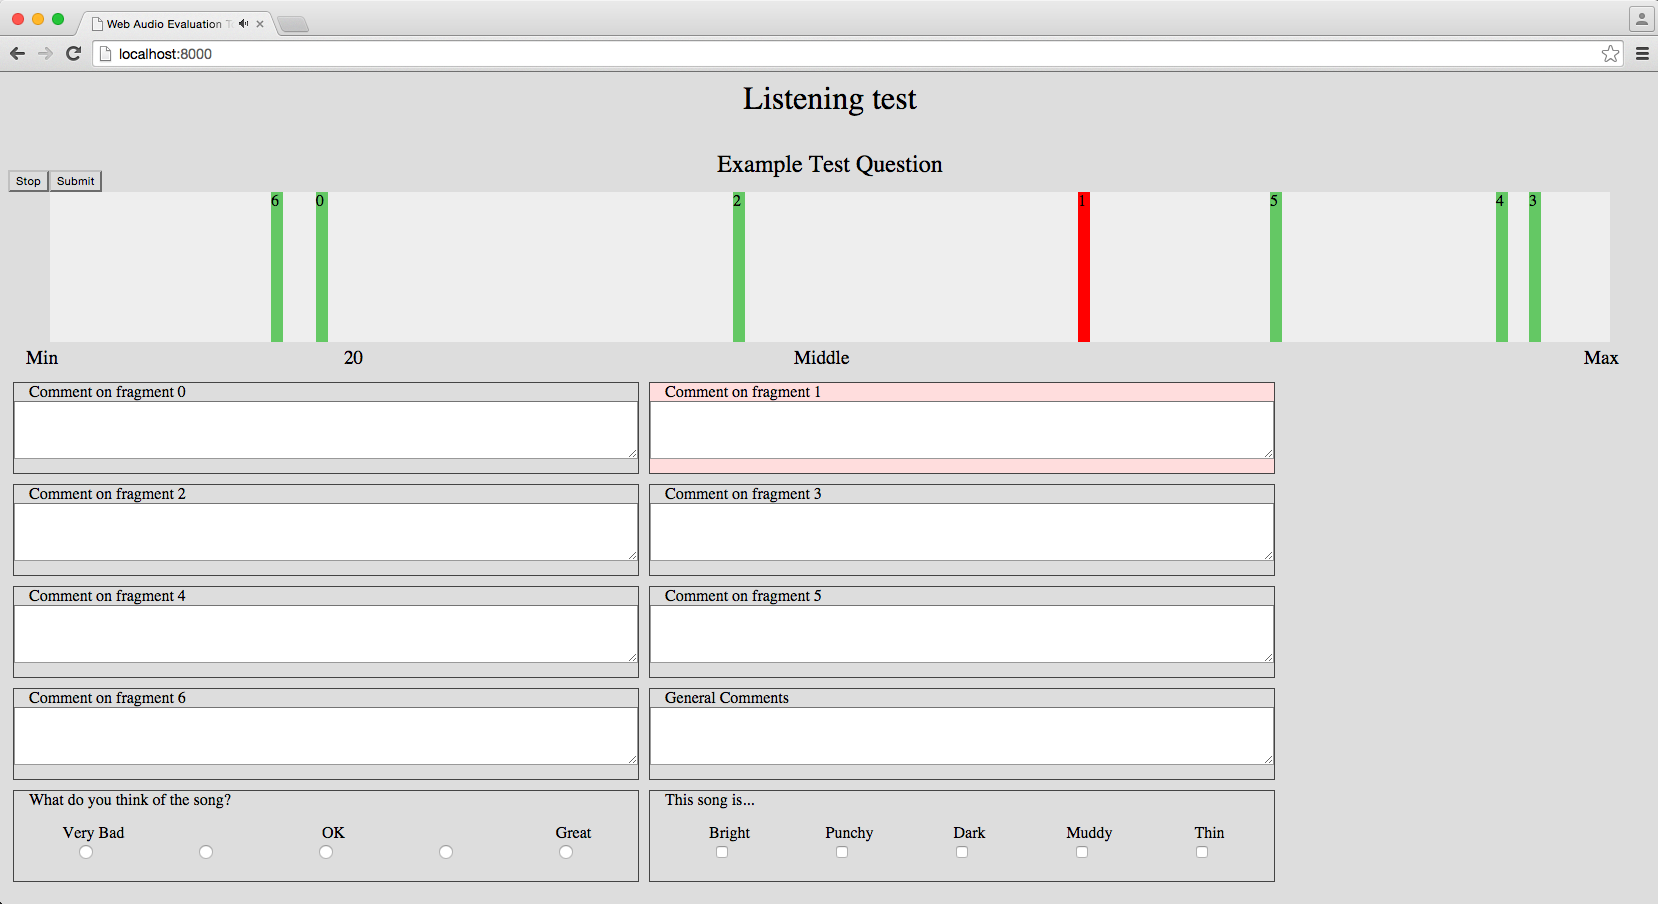 Web Audio Evaluation
localhost:8000
Listening test
Example Test Question
Stop Submit
6 0 2 1 5 4 3
Min 20 Middle Max
Comment on fragment 0 Comment on fragment 1
Comment on fragment 2 Comment on fragment 3
Comment on fragment 4 Comment on fragment 5
Comment on fragment 6 General Comments
What do you think of the song? This song is...
Very Bad OK Great Bright Punchy Dark Muddy Thin